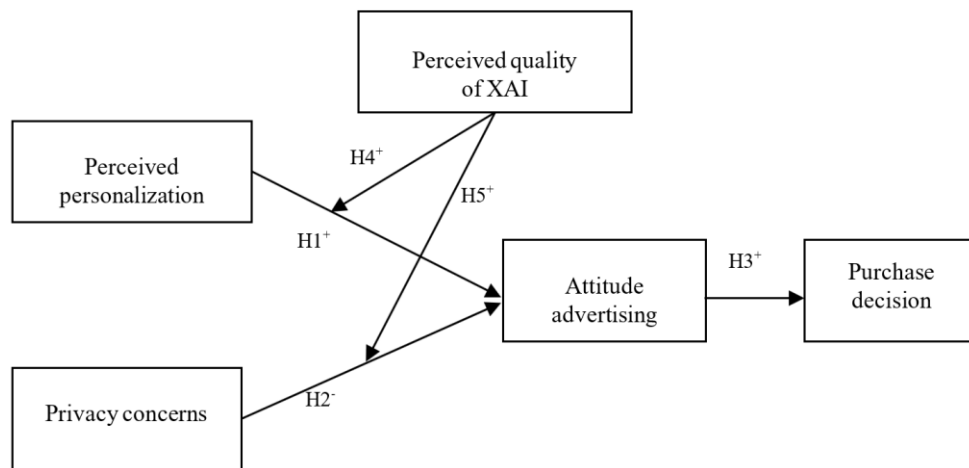 Perceived quality
of XAI
H4⁺
Perceived
personalization
H5⁺
H1⁺
H3⁺
Attitude
advertising
Purchase
decision
H2⁻
Privacy concerns